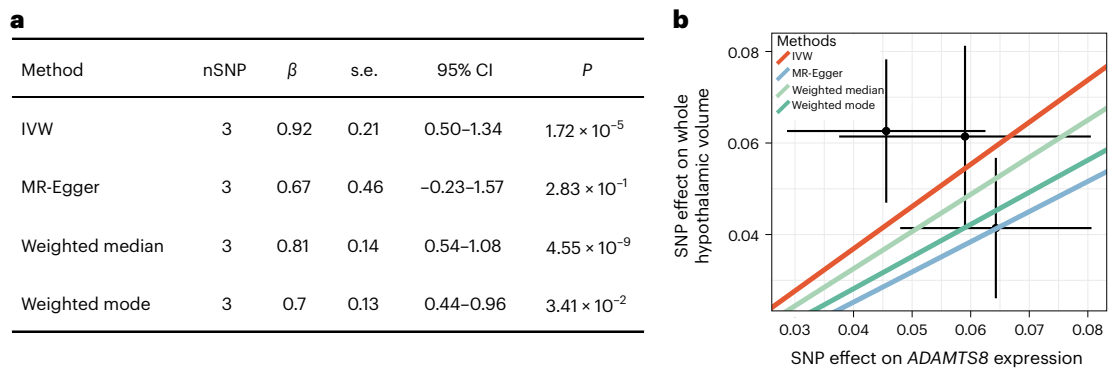 a
Method nSNP β s.e. 95% CI P
IVW 3 0.92 0.21 0.50–1.34 1.72 × 10⁻⁵
MR-Egger 3 0.67 0.46 –0.23–1.57 2.83 × 10⁻¹
Weighted median 3 0.81 0.14 0.54–1.08 4.55 × 10⁻⁹
Weighted mode 3 0.7 0.13 0.44–0.96 3.41 × 10⁻²
b
Methods
IVW
MR-Egger
Weighted median
Weighted mode
SNP effect on whole
hypothalamic volume
0.08
0.06
0.04
0.03 0.04 0.05 0.06 0.07 0.08
SNP effect on ADAMTS8 expression